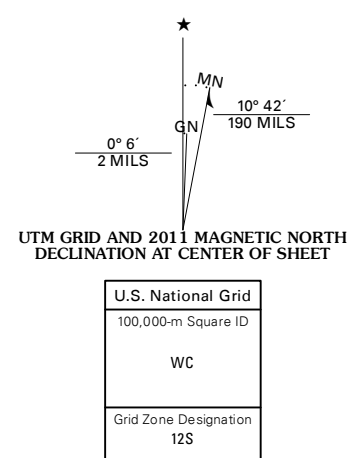 MN
10° 42´
190 MILS
GN
0° 6´
2 MILS
UTM GRID AND 2011 MAGNETIC NORTH
DECLINATION AT CENTER OF SHEET
U.S. National Grid
100,000-m Square ID
WC
Grid Zone Designation
12S